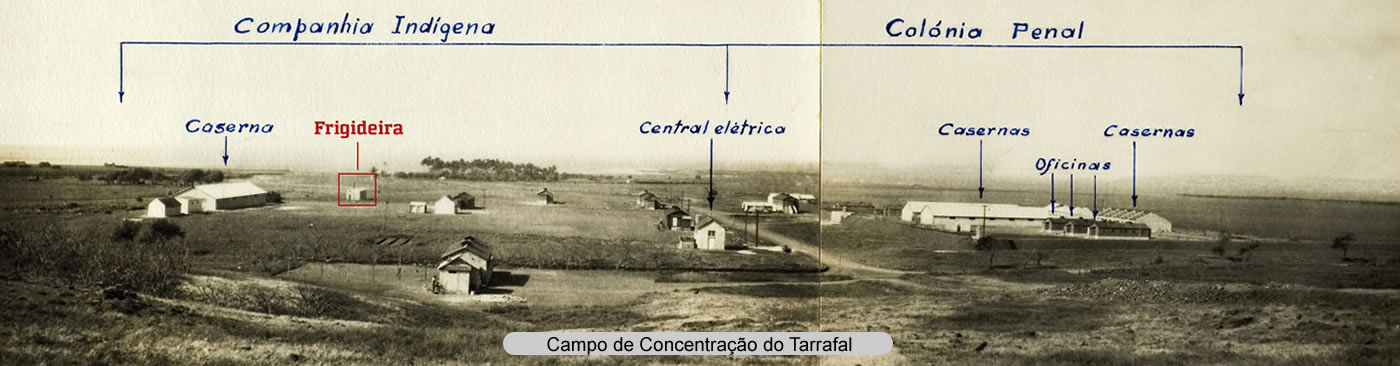 Companhia Indígena
Colónia Penal
Caserna
Frigideira
Central elétrica
Casernas
Casernas
Oficinas
Campo de Concentração do Tarrafal